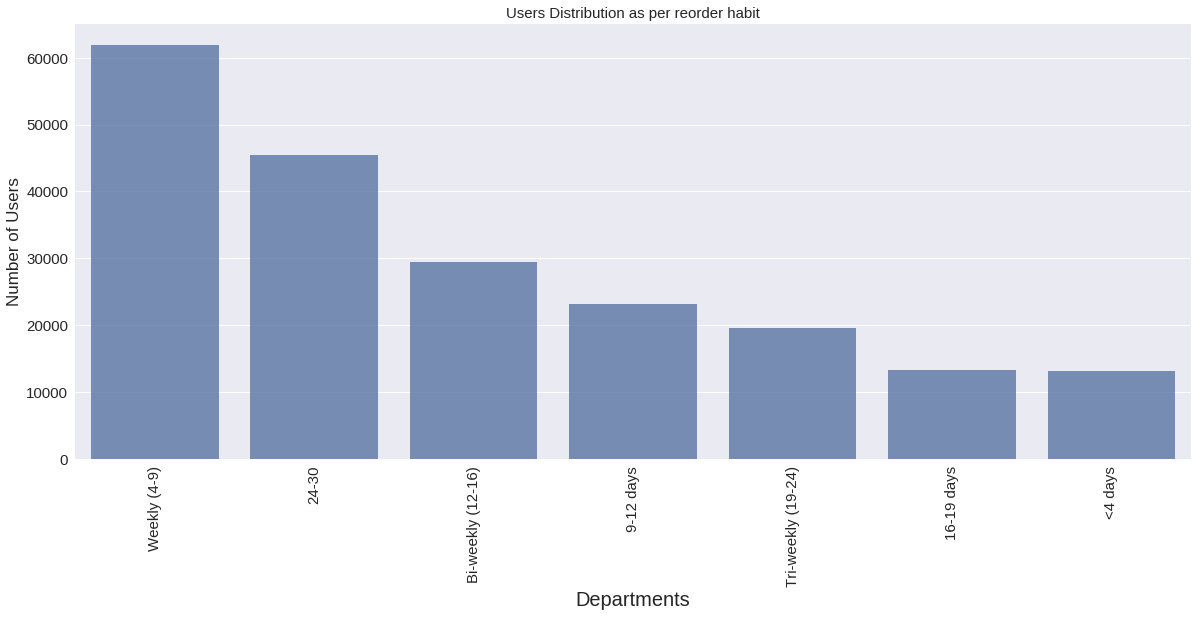 Users Distribution as per reorder habit
Number of Users
60000
50000
40000
30000
20000
10000
0
Weekly (4-9)
24-30
Bi-weekly (12-16)
9-12 days
Tri-weekly (19-24)
16-19 days
<4 days
Departments